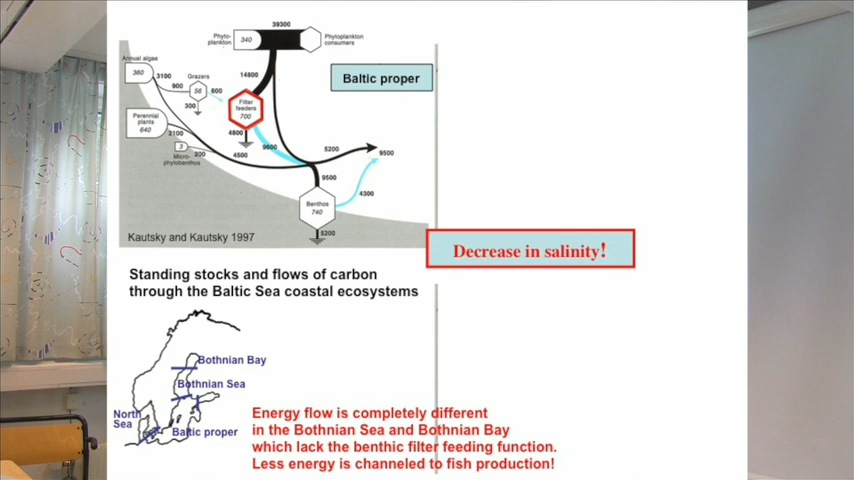 39300
Phyto-
plankton
340
Phytoplankton
consumers
Annual algae
360
3100
Grazers
900
56
600
300
14800
Baltic proper
Filter
feeders
700
Perennial
plants
640
2100
4800
9600
3
200
Micro-
phytobenthos
4500
5200
9500
9500
4300
Benthos
740
5200
Kautsky and Kautsky 1997
Decrease in salinity!
Standing stocks and flows of carbon
through the Baltic Sea coastal ecosystems
Bothnian Bay
Bothnian Sea
North
Sea
Baltic proper
Energy flow is completely different
in the Bothnian Sea and Bothnian Bay
which lack the benthic filter feeding function.
Less energy is channeled to fish production!